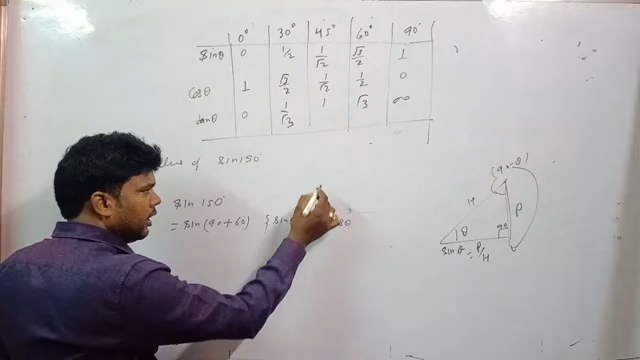 0° 30° 45° 60° 90°
sinθ 0 1/2 1/√2 √3/2 1
cosθ 1 √3/2 1/√2 1/2 0
tanθ 0 1/√3 1 √3 ∞
of sin150°
sin 150°
= sin(90+60) {sin
(90-θ)
H P
θ 90
sinθ = P/H